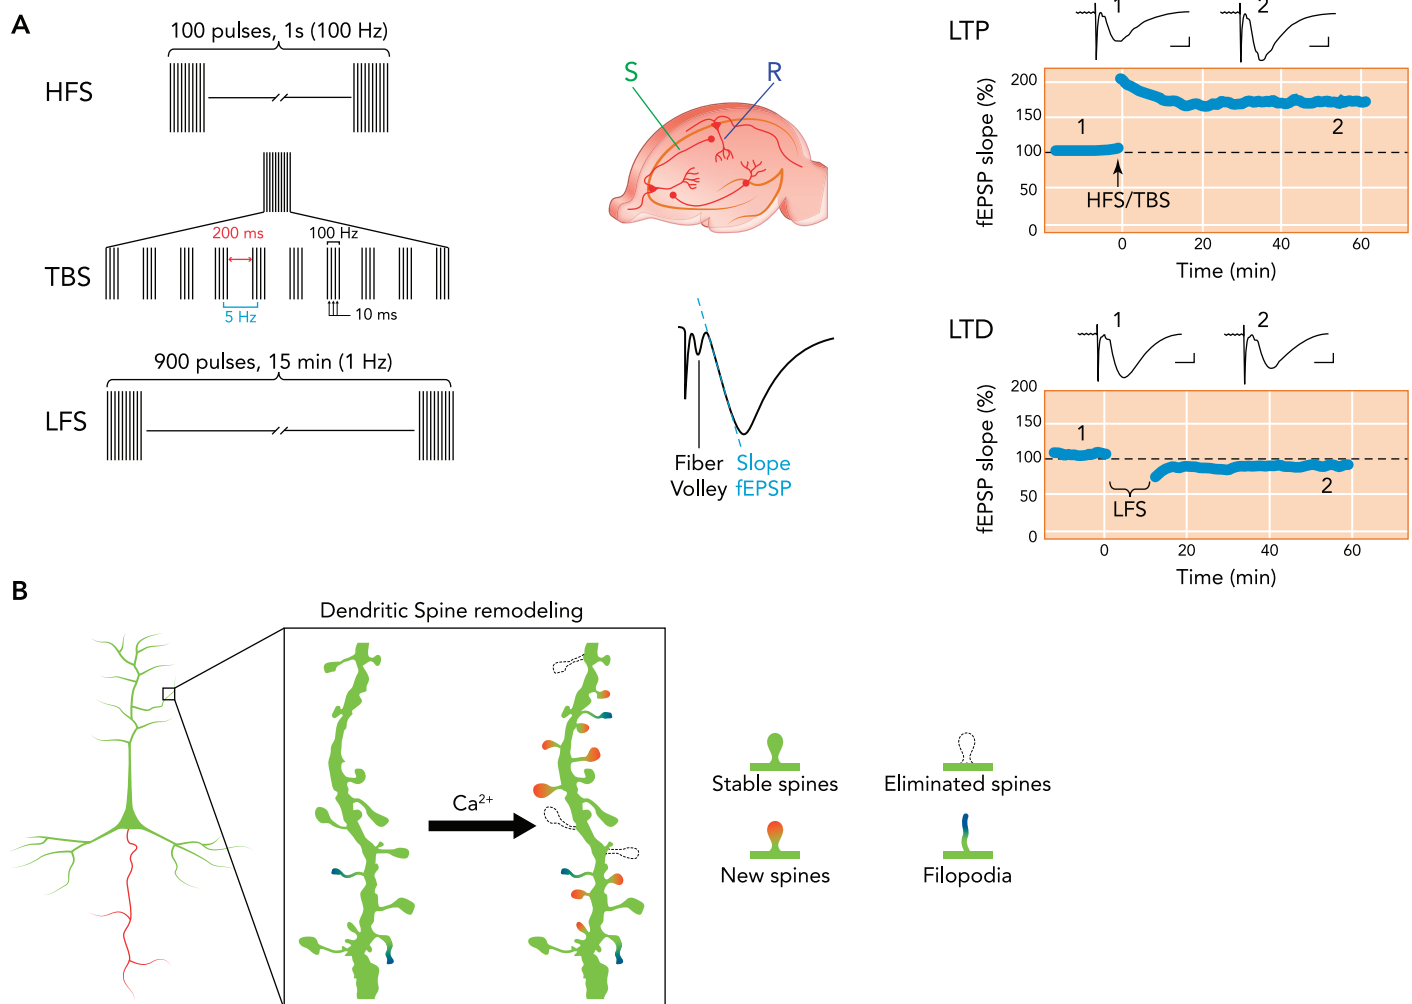 A
100 pulses, 1s (100 Hz)
HFS
200 ms
100 Hz
TBS
5 Hz
10 ms
900 pulses, 15 min (1 Hz)
LFS
S
R
Fiber
Volley
Slope
fEPSP
LTP
1
2
fEPSP slope (%)
200
150
100
50
0
1
2
HFS/TBS
0
20
40
60
Time (min)
LTD
1
2
fEPSP slope (%)
200
150
100
50
0
1
2
LFS
0
20
40
60
Time (min)
B
Dendritic Spine remodeling
Ca²⁺
Stable spines
Eliminated spines
New spines
Filopodia